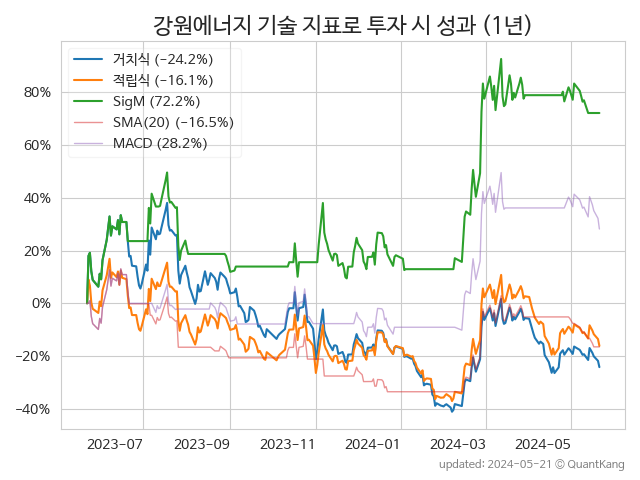 강원에너지 기술 지표로 투자 시 성과 (1년)
거치식 (−24.2%)
적립식 (−16.1%)
SigM (72.2%)
SMA(20) (−16.5%)
MACD (28.2%)
80%
60%
40%
20%
0%
−20%
−40%
2023-07
2023-09
2023-11
2024-01
2024-03
2024-05
updated: 2024-05-21 © QuantKang